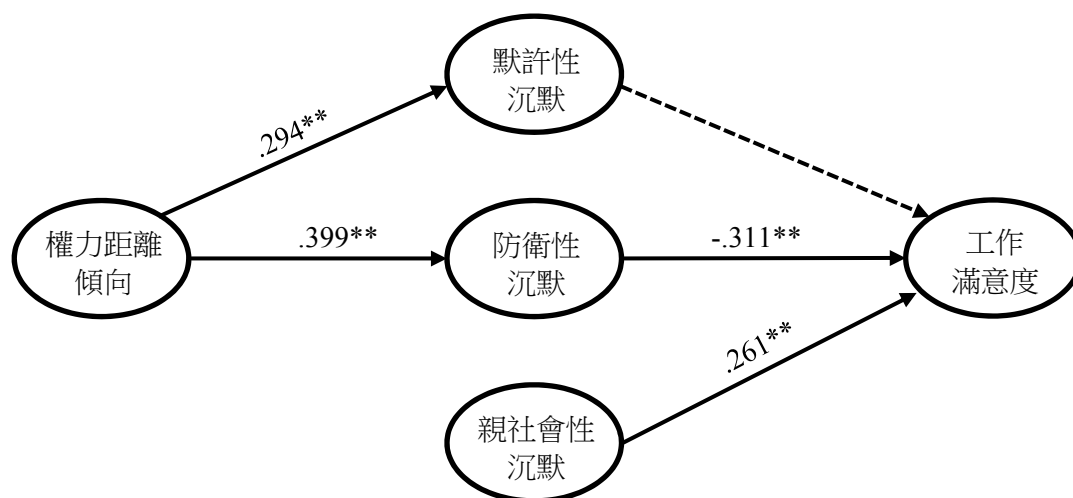 默許性
沉默
.294**
權力距離
傾向
.399**
防衛性
沉默
-.311**
工作
滿意度
.261**
親社會性
沉默